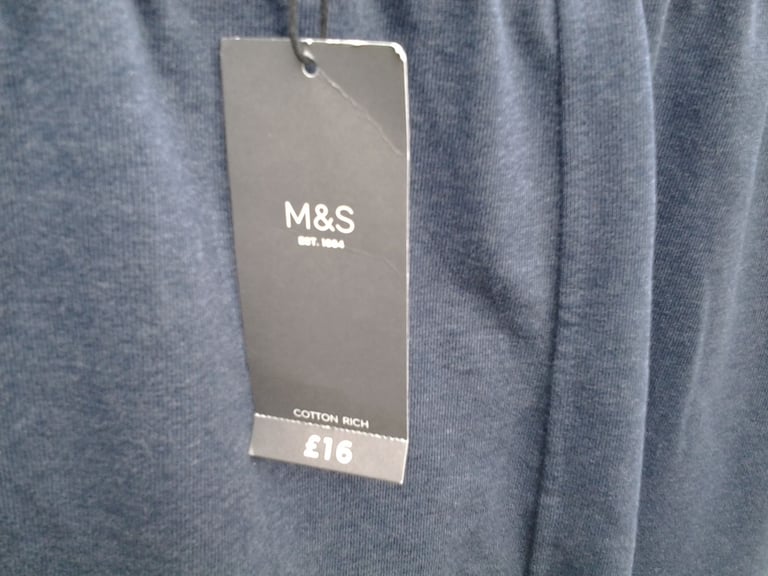 M&S
EST. 1884
COTTON RICH
£16